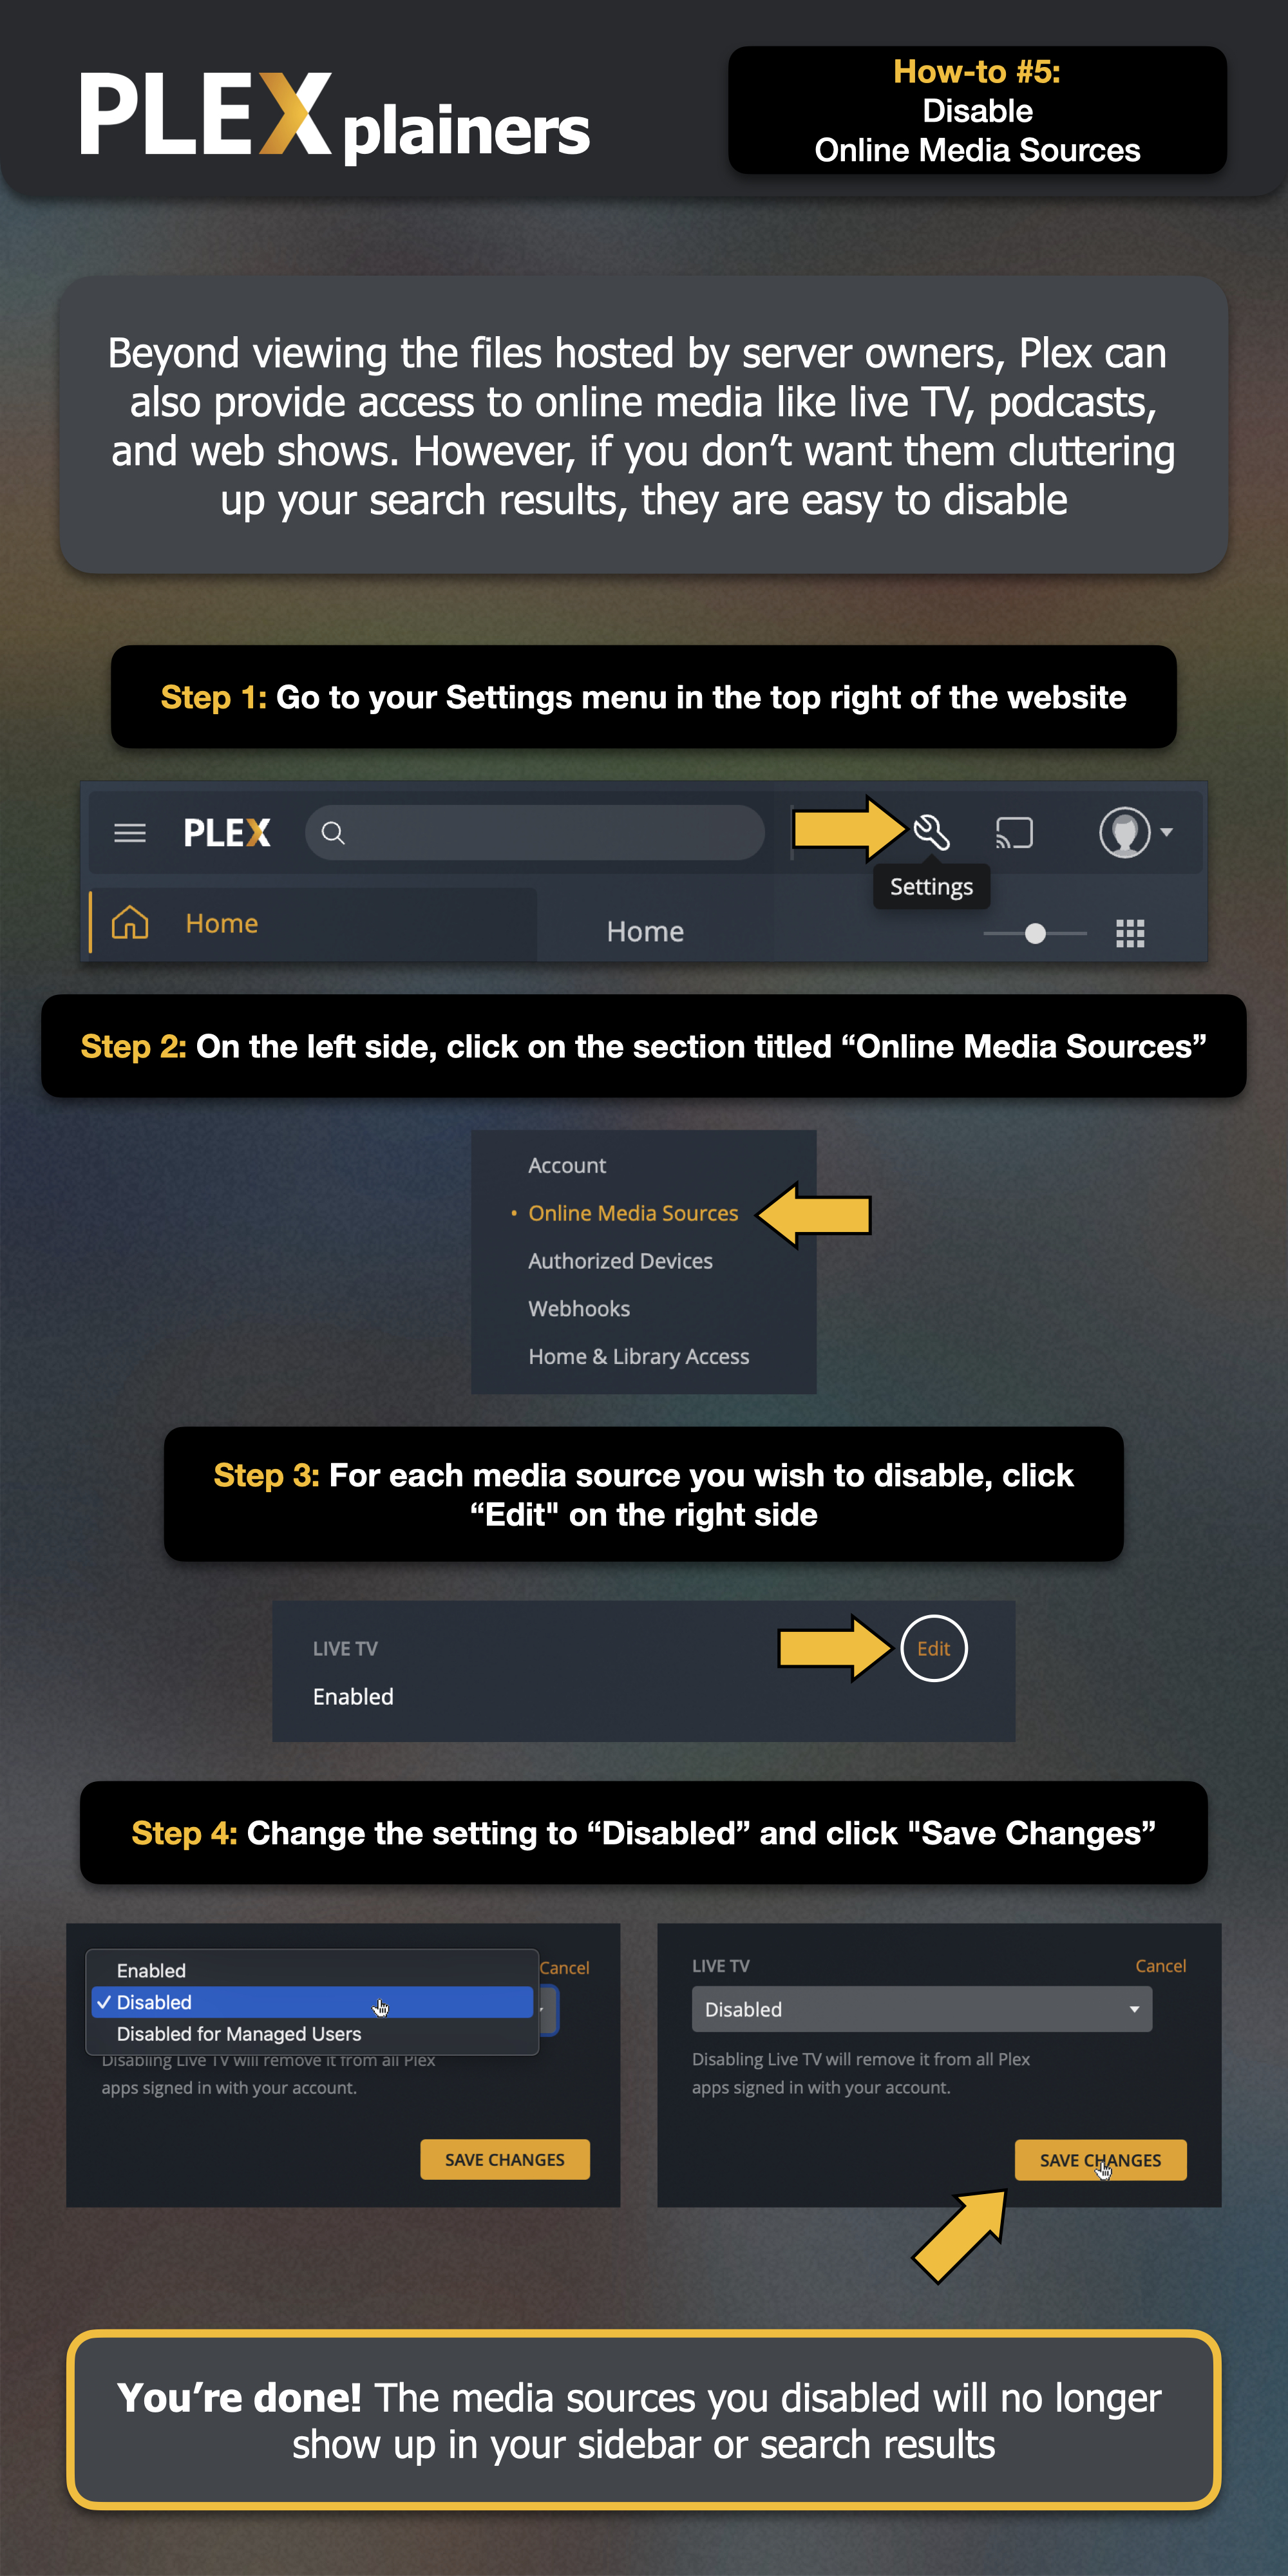 PLEX plainers
How-to #5:
Disable
Online Media Sources
Beyond viewing the files hosted by server owners, Plex can
also provide access to online media like live TV, podcasts,
and web shows. However, if you don’t want them cluttering
up your search results, they are easy to disable
Step 1: Go to your Settings menu in the top right of the website
PLEX
Settings
Home
Home
Step 2: On the left side, click on the section titled “Online Media Sources”
Account
• Online Media Sources
Authorized Devices
Webhooks
Home & Library Access
Step 3: For each media source you wish to disable, click
“Edit" on the right side
LIVE TV
Edit
Enabled
Step 4: Change the setting to “Disabled” and click "Save Changes”
Enabled
Cancel
✓ Disabled
Disabled for Managed Users
Disabling Live TV will remove it from all Plex
apps signed in with your account.
SAVE CHANGES
LIVE TV
Cancel
Disabled
Disabling Live TV will remove it from all Plex
apps signed in with your account.
SAVE CHANGES
You’re done! The media sources you disabled will no longer
show up in your sidebar or search results